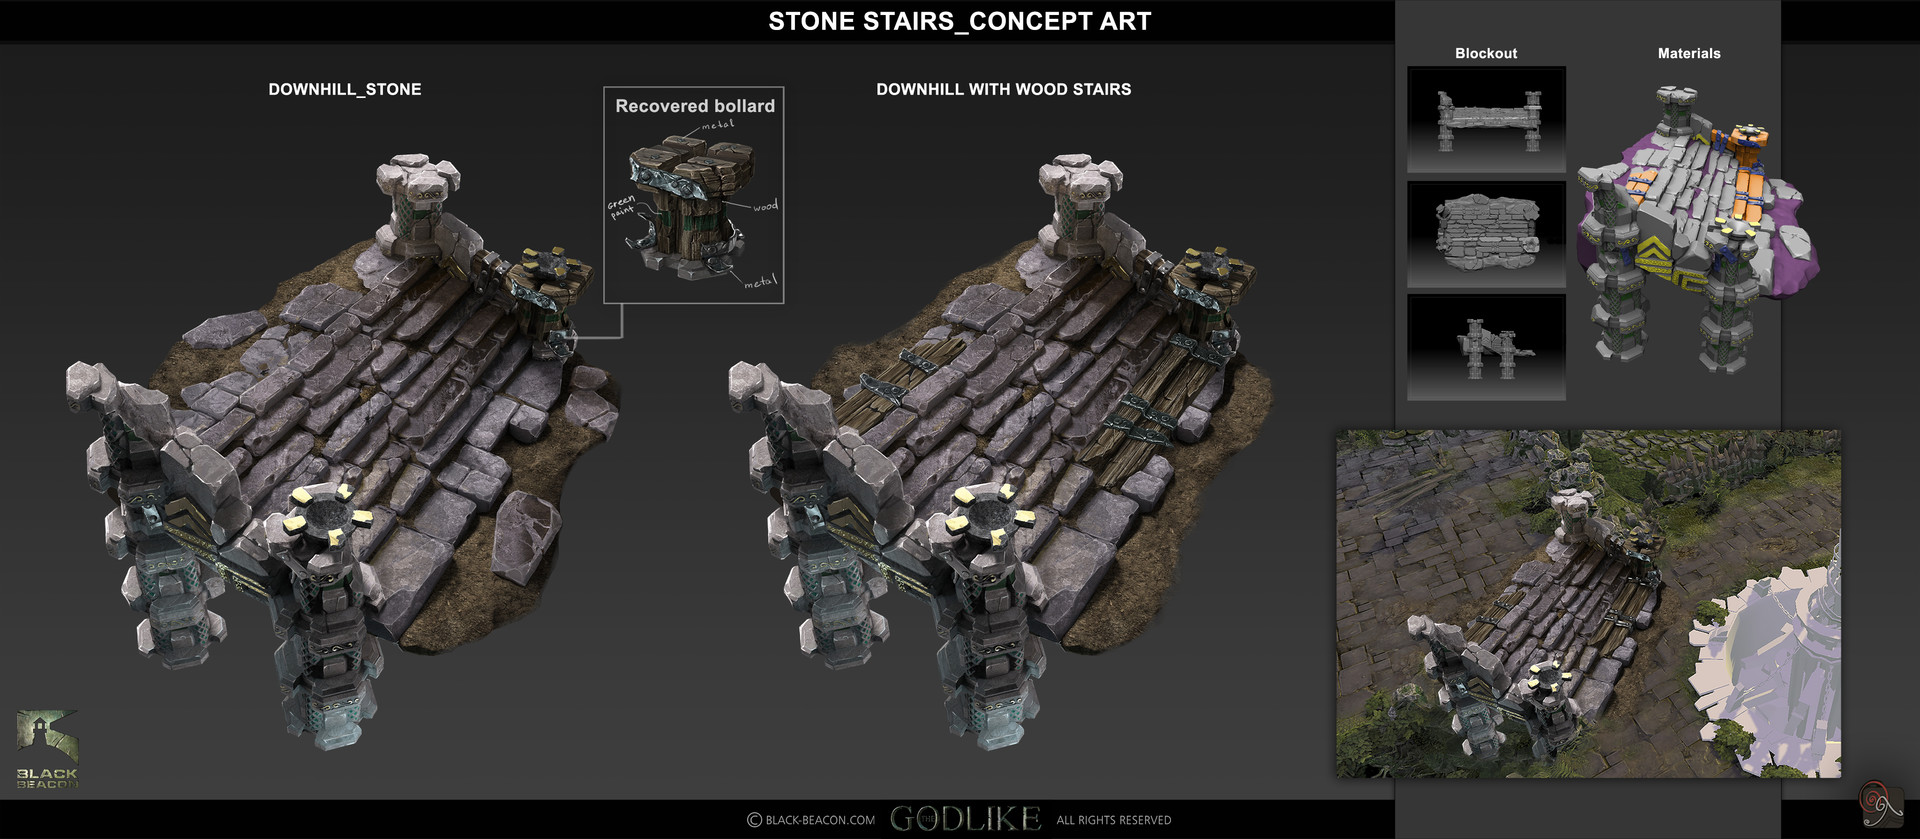 STONE STAIRS_CONCEPT ART
DOWNHILL_STONE
Recovered bollard
metal
green
paint
wood
metal
DOWNHILL WITH WOOD STAIRS
Blockout
Materials
BLACK
BEACON
© BLACK-BEACON.COM
GODLIKE
THE
ALL RIGHTS RESERVED